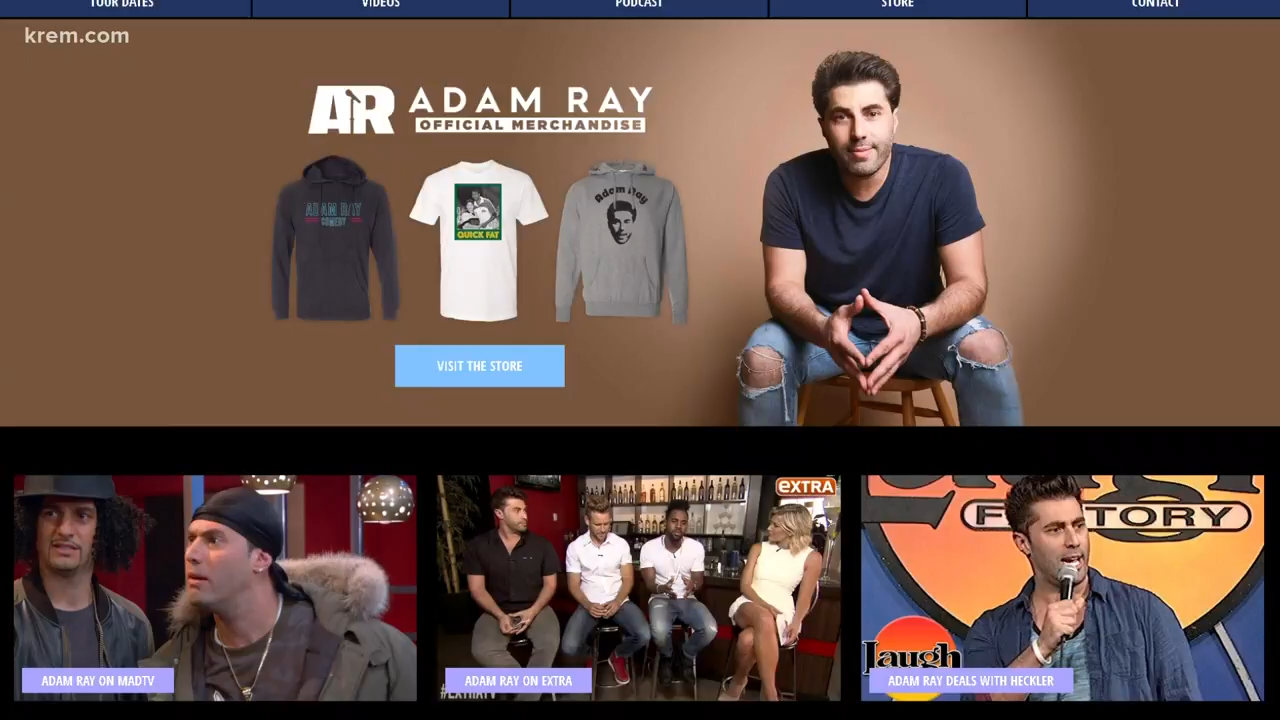 TOUR DATES
VIDEOS
PODCAST
STORE
CONTACT
krem.com
AR ADAM RAY
OFFICIAL MERCHANDISE
ADAM RAY
COMEDY
QUICK FAT
Adam Ray
VISIT THE STORE
extra
FACTORY
Laugh
#EXTRATV
ADAM RAY ON MADTV
ADAM RAY ON EXTRA
ADAM RAY DEALS WITH HECKLER